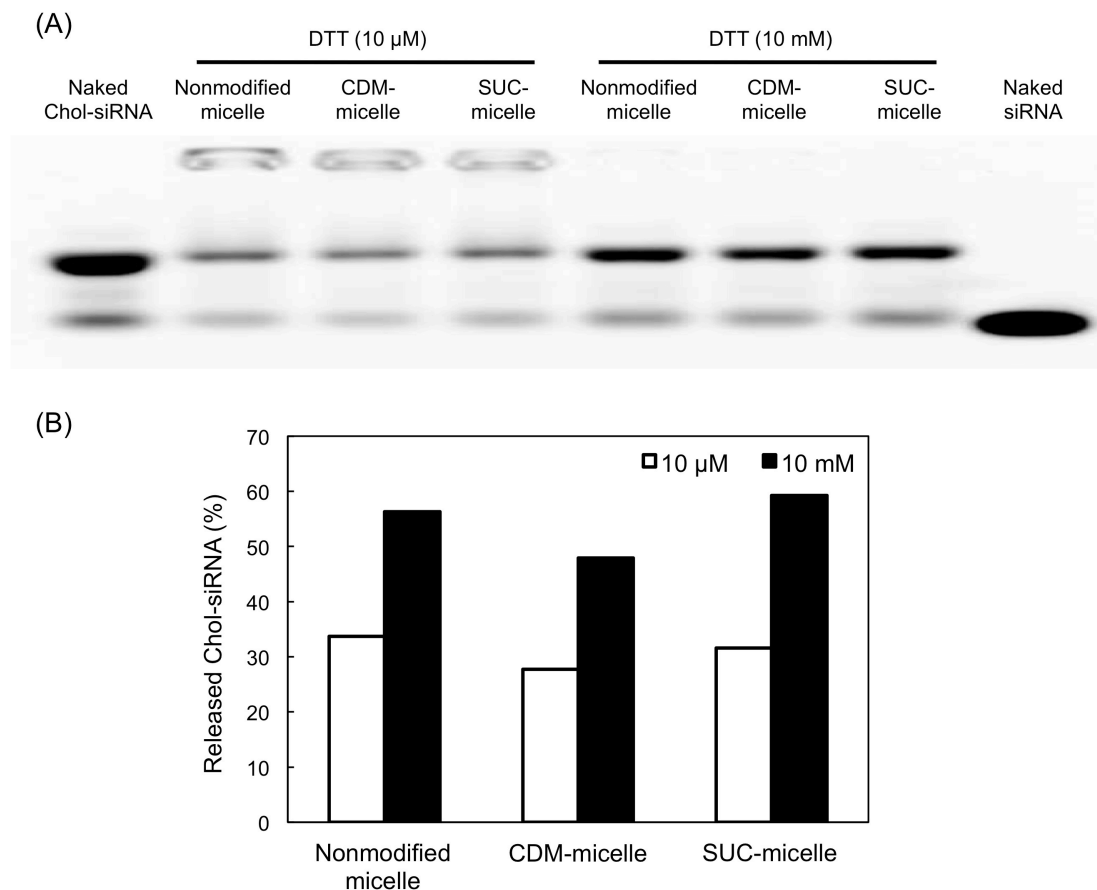 (A)
DTT (10 µM)
DTT (10 mM)
Naked
Chol-siRNA
Nonmodified
micelle
CDM-
micelle
SUC-
micelle
Nonmodified
micelle
CDM-
micelle
SUC-
micelle
Naked
siRNA
(B)
Released Chol-siRNA (%)
70
60
50
40
30
20
10
0
10 µM
10 mM
Nonmodified
micelle
CDM-micelle
SUC-micelle